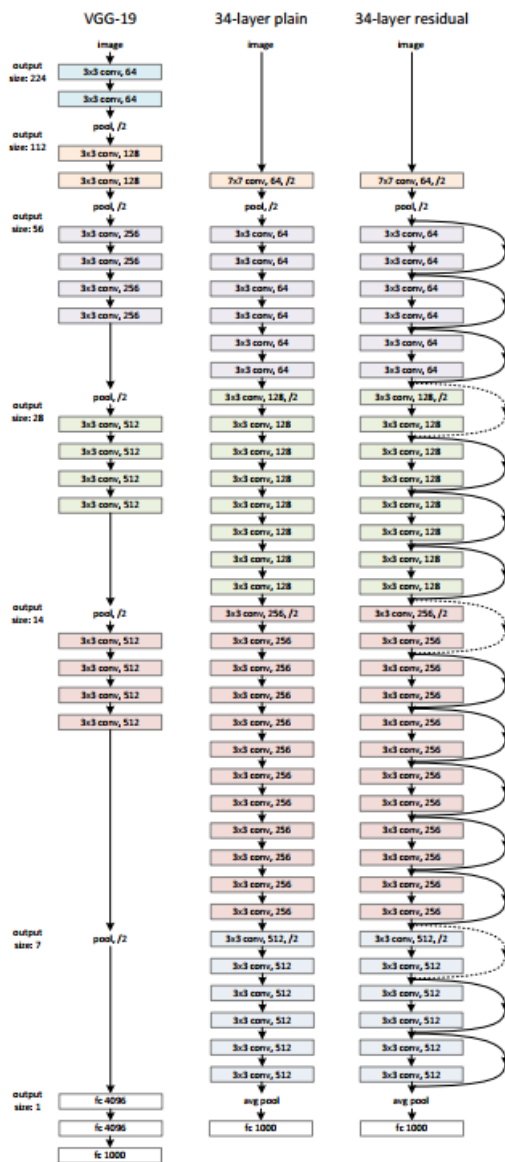 VGG-19
34-layer plain
34-layer residual
output size: 224
output size: 112
output size: 56
output size: 28
output size: 14
output size: 7
output size: 1
image
3x3 conv, 64
3x3 conv, 64
pool, /2
3x3 conv, 128
3x3 conv, 128
pool, /2
3x3 conv, 256
3x3 conv, 256
3x3 conv, 256
3x3 conv, 256
pool, /2
3x3 conv, 512
3x3 conv, 512
3x3 conv, 512
3x3 conv, 512
pool, /2
3x3 conv, 512
3x3 conv, 512
3x3 conv, 512
3x3 conv, 512
pool, /2
fc 4096
fc 4096
fc 1000
image
7x7 conv, 64, /2
pool, /2
3x3 conv, 64
3x3 conv, 64
3x3 conv, 64
3x3 conv, 64
3x3 conv, 64
3x3 conv, 64
3x3 conv, 128, /2
3x3 conv, 128
3x3 conv, 128
3x3 conv, 128
3x3 conv, 128
3x3 conv, 128
3x3 conv, 128
3x3 conv, 128
3x3 conv, 256, /2
3x3 conv, 256
3x3 conv, 256
3x3 conv, 256
3x3 conv, 256
3x3 conv, 256
3x3 conv, 256
3x3 conv, 256
3x3 conv, 256
3x3 conv, 256
3x3 conv, 256
3x3 conv, 256
3x3 conv, 512, /2
3x3 conv, 512
3x3 conv, 512
3x3 conv, 512
3x3 conv, 512
3x3 conv, 512
avg pool
fc 1000
image
7x7 conv, 64, /2
pool, /2
3x3 conv, 64
3x3 conv, 64
3x3 conv, 64
3x3 conv, 64
3x3 conv, 64
3x3 conv, 64
3x3 conv, 128, /2
3x3 conv, 128
3x3 conv, 128
3x3 conv, 128
3x3 conv, 128
3x3 conv, 128
3x3 conv, 128
3x3 conv, 128
3x3 conv, 256, /2
3x3 conv, 256
3x3 conv, 256
3x3 conv, 256
3x3 conv, 256
3x3 conv, 256
3x3 conv, 256
3x3 conv, 256
3x3 conv, 256
3x3 conv, 256
3x3 conv, 256
3x3 conv, 256
3x3 conv, 512, /2
3x3 conv, 512
3x3 conv, 512
3x3 conv, 512
3x3 conv, 512
3x3 conv, 512
avg pool
fc 1000